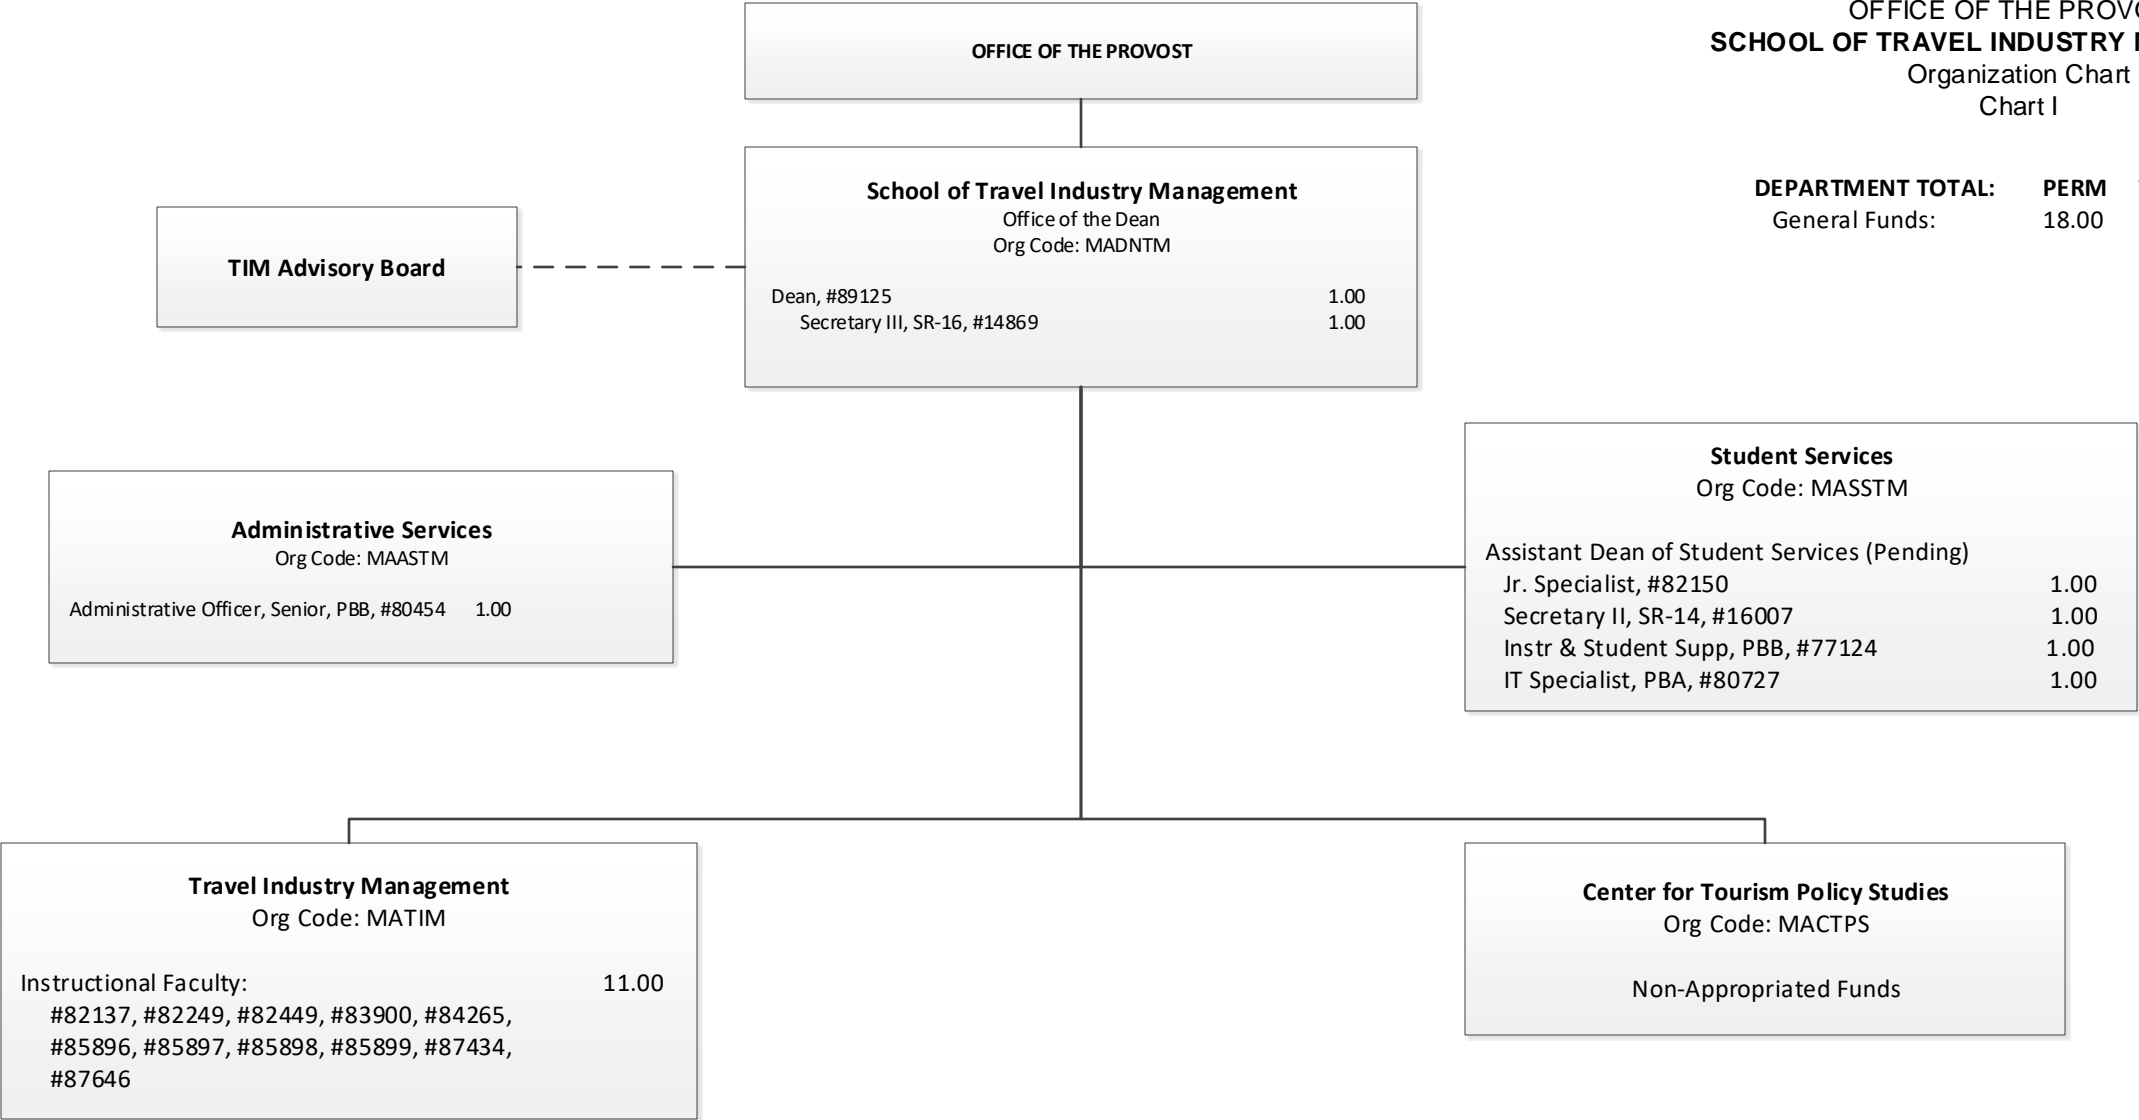 OFFICE OF THE PROVOST
OFFICE OF THE
SCHOOL OF TRAVEL INDUSTRY
Organization Chart
Chart I
DEPARTMENT TOTAL: PERM
General Funds: 18.00
School of Travel Industry Management
Office of the Dean
Org Code: MADNTM
Dean, #89125 1.00
Secretary III, SR-16, #14869 1.00
TIM Advisory Board
Administrative Services
Org Code: MAASTM
Administrative Officer, Senior, PBB, #80454 1.00
Student Services
Org Code: MASSTM
Assistant Dean of Student Services (Pending)
Jr. Specialist, #82150 1.00
Secretary II, SR-14, #16007 1.00
Instr & Student Supp, PBB, #77124 1.00
IT Specialist, PBA, #80727 1.00
Travel Industry Management
Org Code: MATIM
Instructional Faculty: 11.00
#82137, #82249, #82449, #83900, #84265,
#85896, #85897, #85898, #85899, #87434,
#87646
Center for Tourism Policy Studies
Org Code: MACTPS
Non-Appropriated Funds